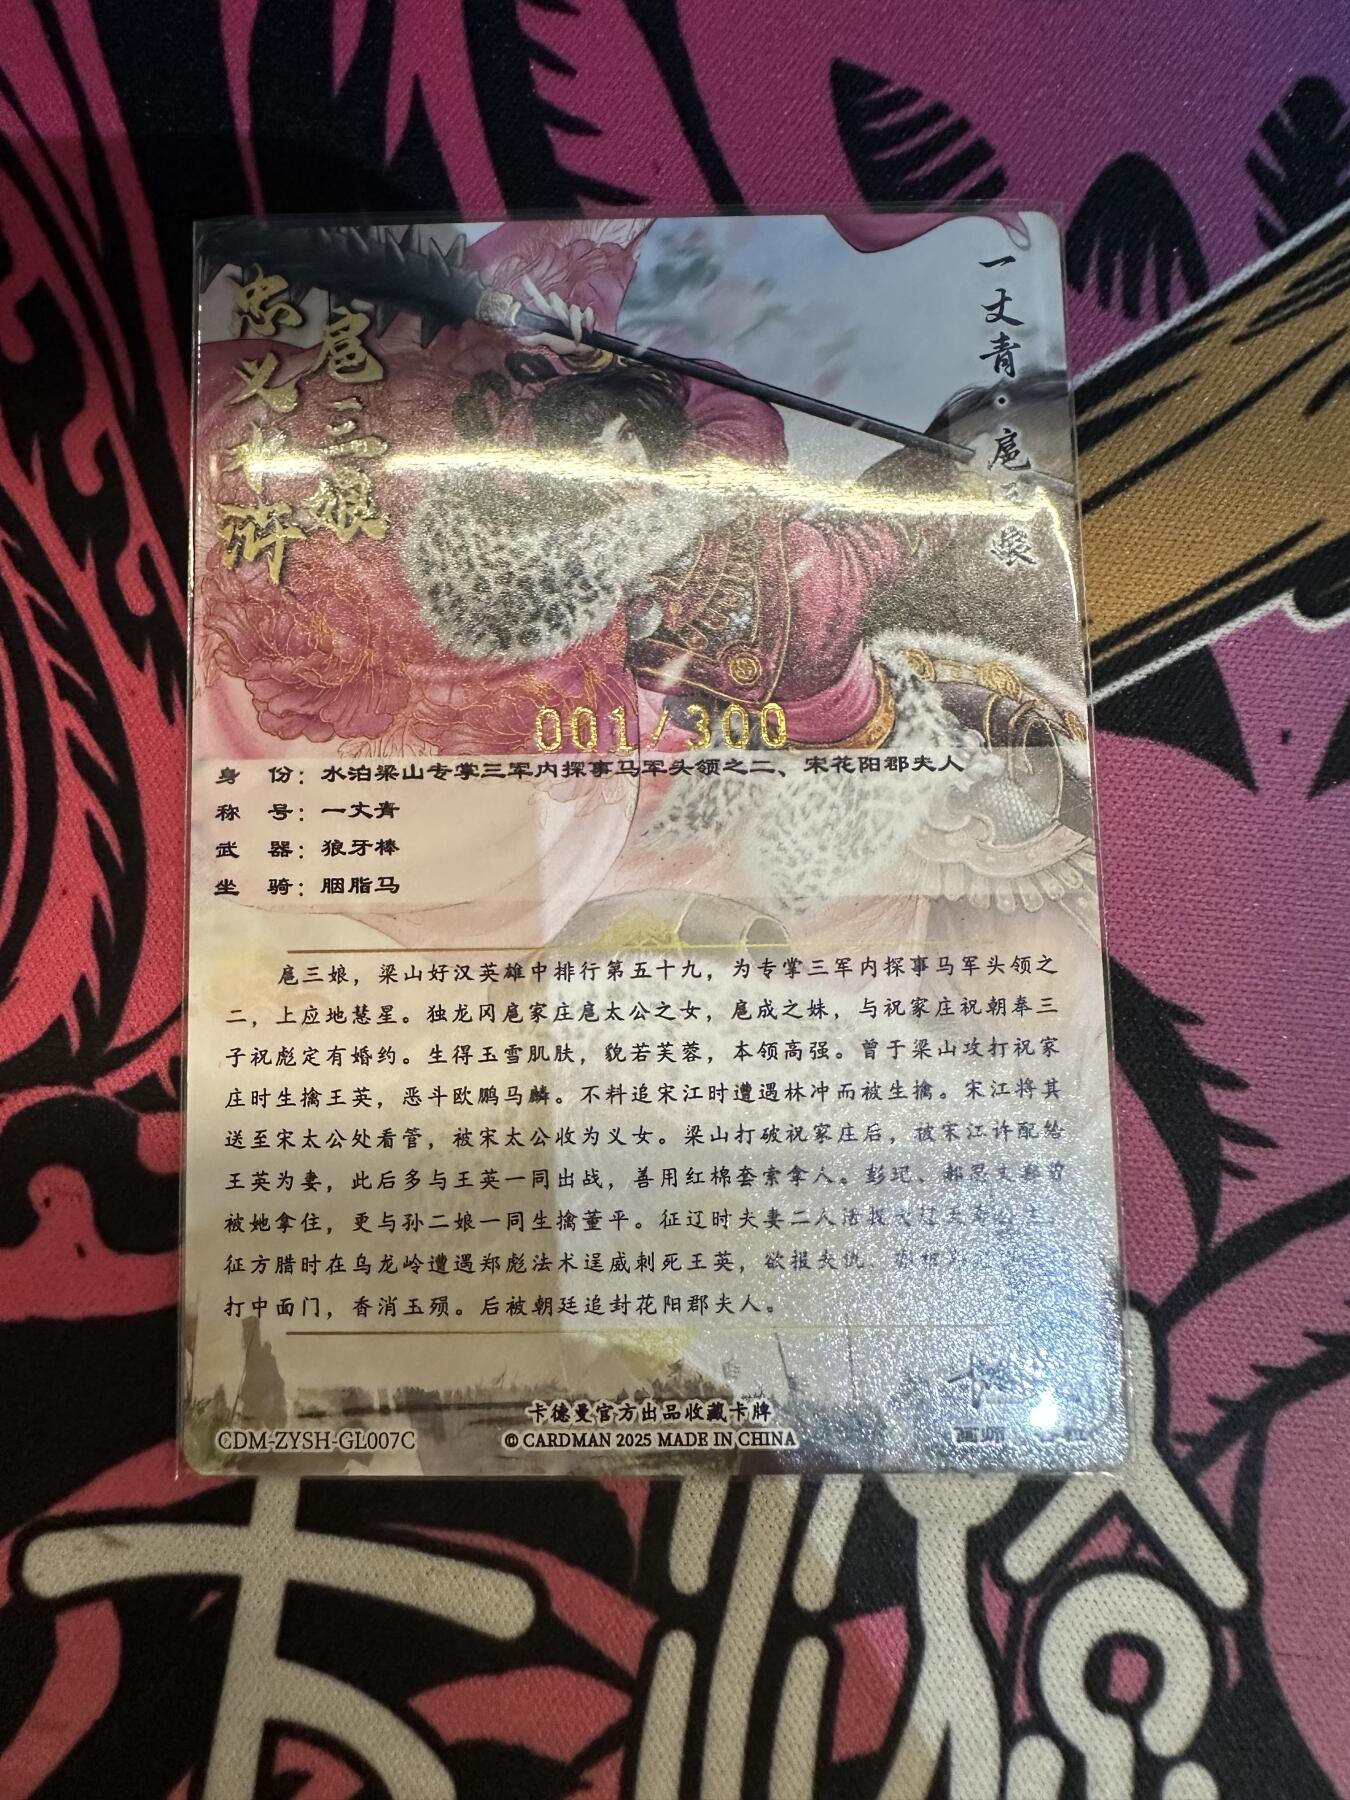 忠义水浒
扈三娘
一丈青·扈三娘
001/300
身 份：水泊梁山专掌三军内探事马军头领之二、宋花阳郡夫人
称 号：一丈青
武 器：狼牙棒
坐 骑：胭脂马
扈三娘，梁山好汉英雄中排行第五十九，为专掌三军内探事马军头领之
二，上应地慧星。独龙冈扈家庄扈太公之女，扈成之妹，与祝家庄祝朝奉三
子祝彪定有婚约。生得玉雪肌肤，貌若芙蓉，本领高强。曾于梁山攻打祝家
庄时生擒王英，恶斗欧鹏马麟。不料追宋江时遭遇林冲而被生擒。宋江将其
送至宋太公处看管，被宋太公收为义女。梁山打破祝家庄后，被宋江许配给
王英为妻，此后多与王英一同出战，善用红棉套索拿人。彭玘、郝思文都曾
被她拿住，更与孙二娘一同生擒董平。征辽时夫妻二人活捉
征方腊时在乌龙岭遭遇郑彪法术逞威刺死王英，欲报夫仇，
打中面门，香消玉殒。后被朝廷追封花阳郡夫人。
卡德曼官方出品收藏卡牌
CDM-ZYSH-GL007C
© CARDMAN 2025 MADE IN CHINA